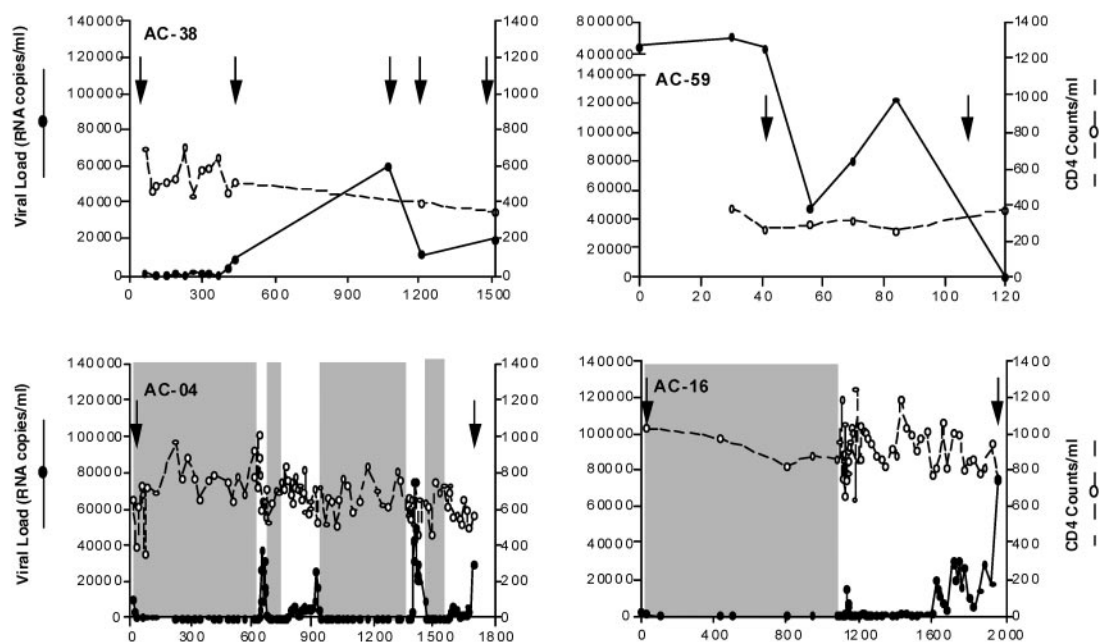 140000 1400 800000 1400
AC-38
120000 1200 600000 1200
100000 1000 400000
80000 800 140000 1000
AC-59
60000 600 120000 800
40000 400 100000
20000 200 80000 600
0 0 60000 400
0 300 600 900 1200 1500 40000 200
20000
0 0
0 20 40 60 80 100 120
Viral Load (RNA copies/ml)
CD4 Counts/ml
140000 1400 140000 1400
AC-04 AC-16
120000 1200 120000 1200
100000 1000 100000 1000
80000 800 80000 800
60000 600 60000 600
40000 400 40000 400
20000 200 20000 200
0 0 0 0
0 300 600 900 1200 1500 1800 0 400 800 1200 1600 2000
Viral Load (RNA copies/ml)
CD4 Counts/ml